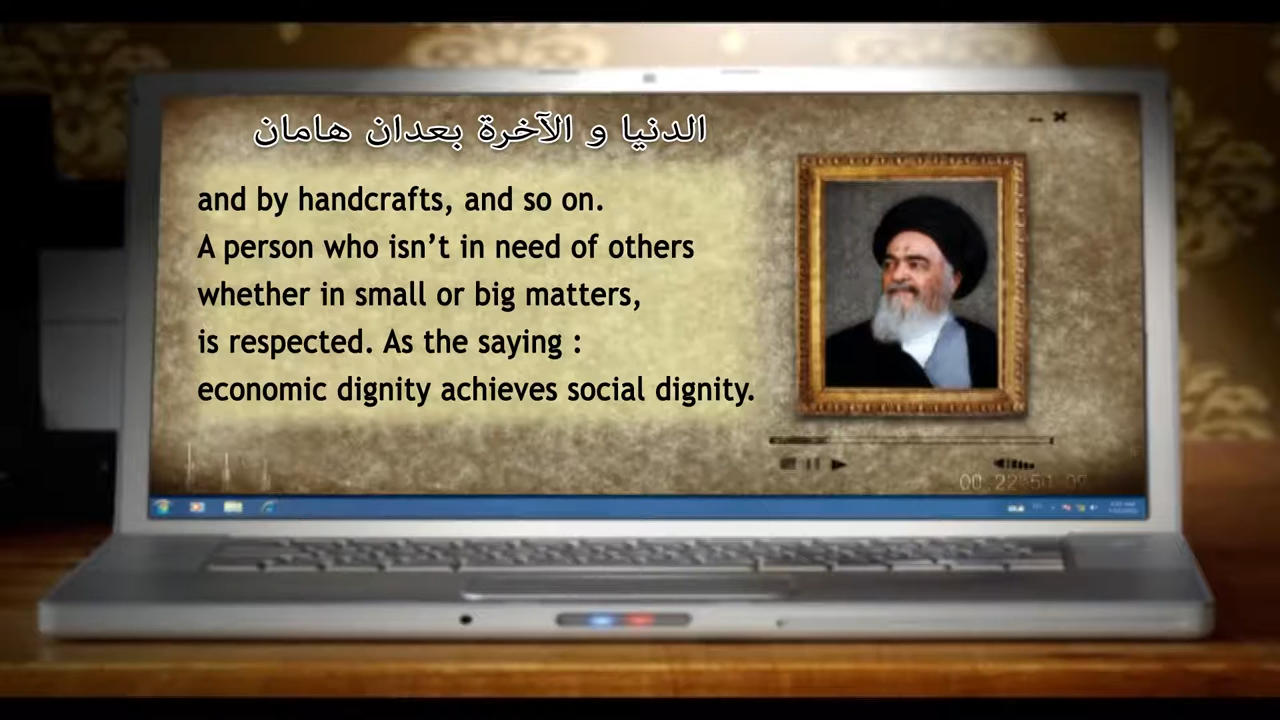 الدنيا و الآخرة بعدان هامان
and by handcrafts, and so on.
A person who isn’t in need of others
whether in small or big matters,
is respected. As the saying :
economic dignity achieves social dignity.